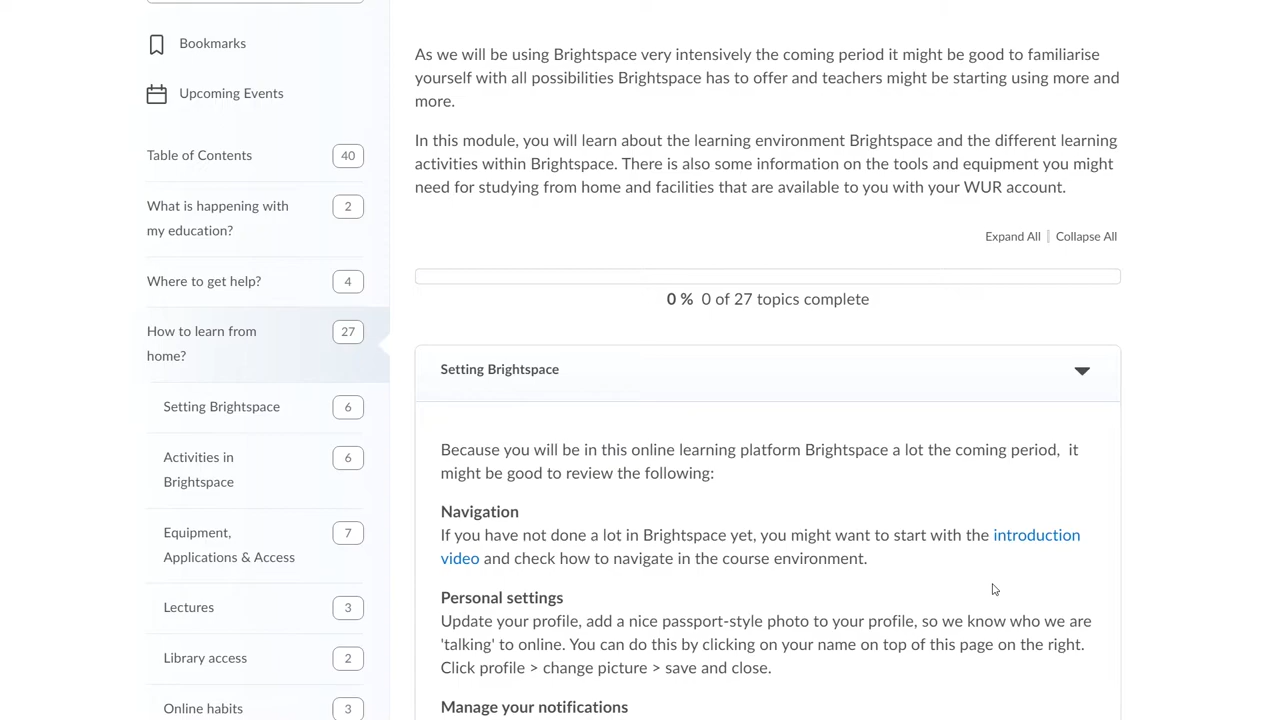 Bookmarks
Upcoming Events
Table of Contents 40
What is happening with 2
my education?
Where to get help? 4
How to learn from 27
home?
Setting Brightspace 6
Activities in 6
Brightspace
Equipment, 7
Applications & Access
Lectures 3
Library access 2
Online habits 3
As we will be using Brightspace very intensively the coming period it might be good to familiarise
yourself with all possibilities Brightspace has to offer and teachers might be starting using more and
more.
In this module, you will learn about the learning environment Brightspace and the different learning
activities within Brightspace. There is also some information on the tools and equipment you might
need for studying from home and facilities that are available to you with your WUR account.
Expand All | Collapse All
0 % 0 of 27 topics complete
Setting Brightspace
Because you will be in this online learning platform Brightspace a lot the coming period, it
might be good to review the following:
Navigation
If you have not done a lot in Brightspace yet, you might want to start with the introduction
video and check how to navigate in the course environment.
Personal settings
Update your profile, add a nice passport-style photo to your profile, so we know who we are
'talking' to online. You can do this by clicking on your name on top of this page on the right.
Click profile > change picture > save and close.
Manage your notifications